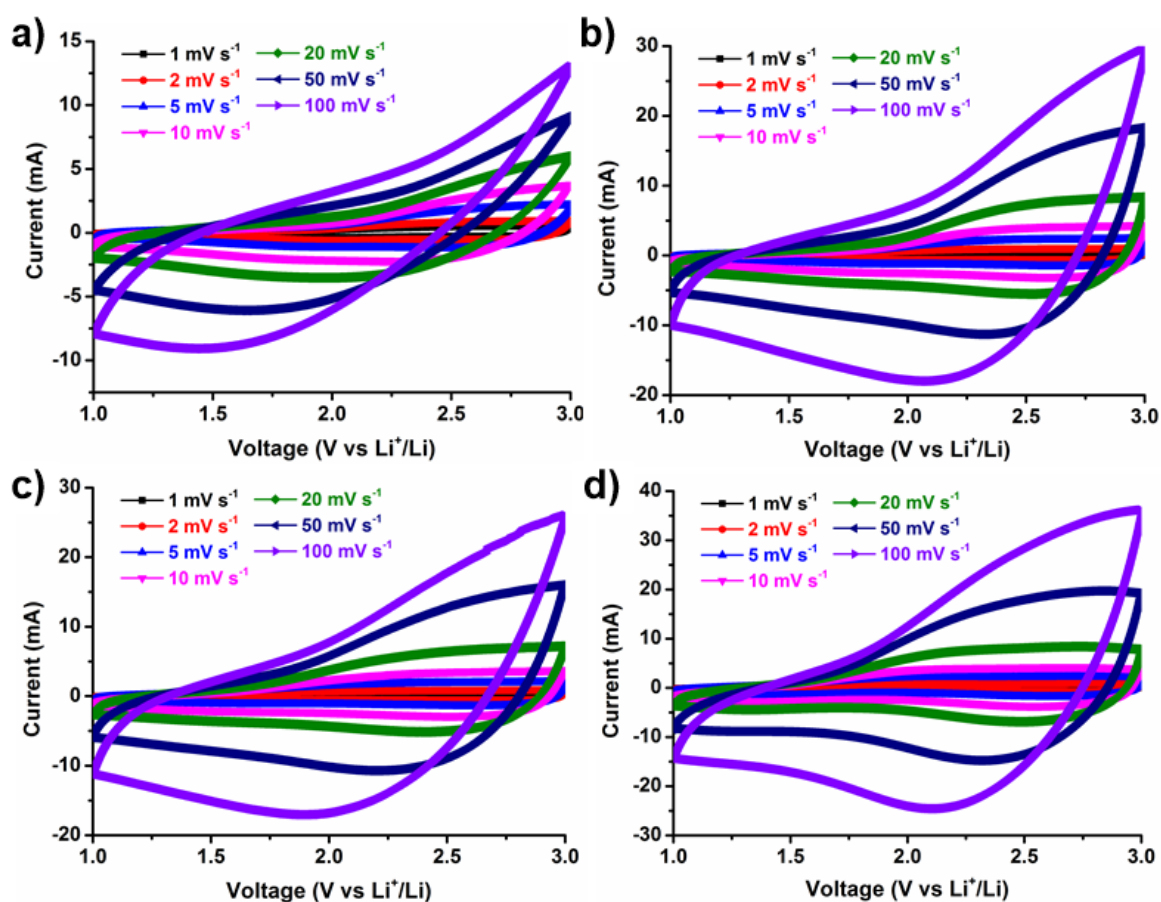 a)
15
10
5
0
-5
-10
1.0 1.5 2.0 2.5 3.0
Current (mA)
Voltage (V vs Li⁺/Li)
1 mV s⁻¹
2 mV s⁻¹
5 mV s⁻¹
10 mV s⁻¹
20 mV s⁻¹
50 mV s⁻¹
100 mV s⁻¹
b)
30
20
10
0
-10
-20
1.0 1.5 2.0 2.5 3.0
Current (mA)
Voltage (V vs Li⁺/Li)
1 mV s⁻¹
2 mV s⁻¹
5 mV s⁻¹
10 mV s⁻¹
20 mV s⁻¹
50 mV s⁻¹
100 mV s⁻¹
c)
30
20
10
0
-10
-20
1.0 1.5 2.0 2.5 3.0
Current (mA)
Voltage (V vs Li⁺/Li)
1 mV s⁻¹
2 mV s⁻¹
5 mV s⁻¹
10 mV s⁻¹
20 mV s⁻¹
50 mV s⁻¹
100 mV s⁻¹
d)
40
30
20
10
0
-10
-20
-30
1.0 1.5 2.0 2.5 3.0
Current (mA)
Voltage (V vs Li⁺/Li)
1 mV s⁻¹
2 mV s⁻¹
5 mV s⁻¹
10 mV s⁻¹
20 mV s⁻¹
50 mV s⁻¹
100 mV s⁻¹